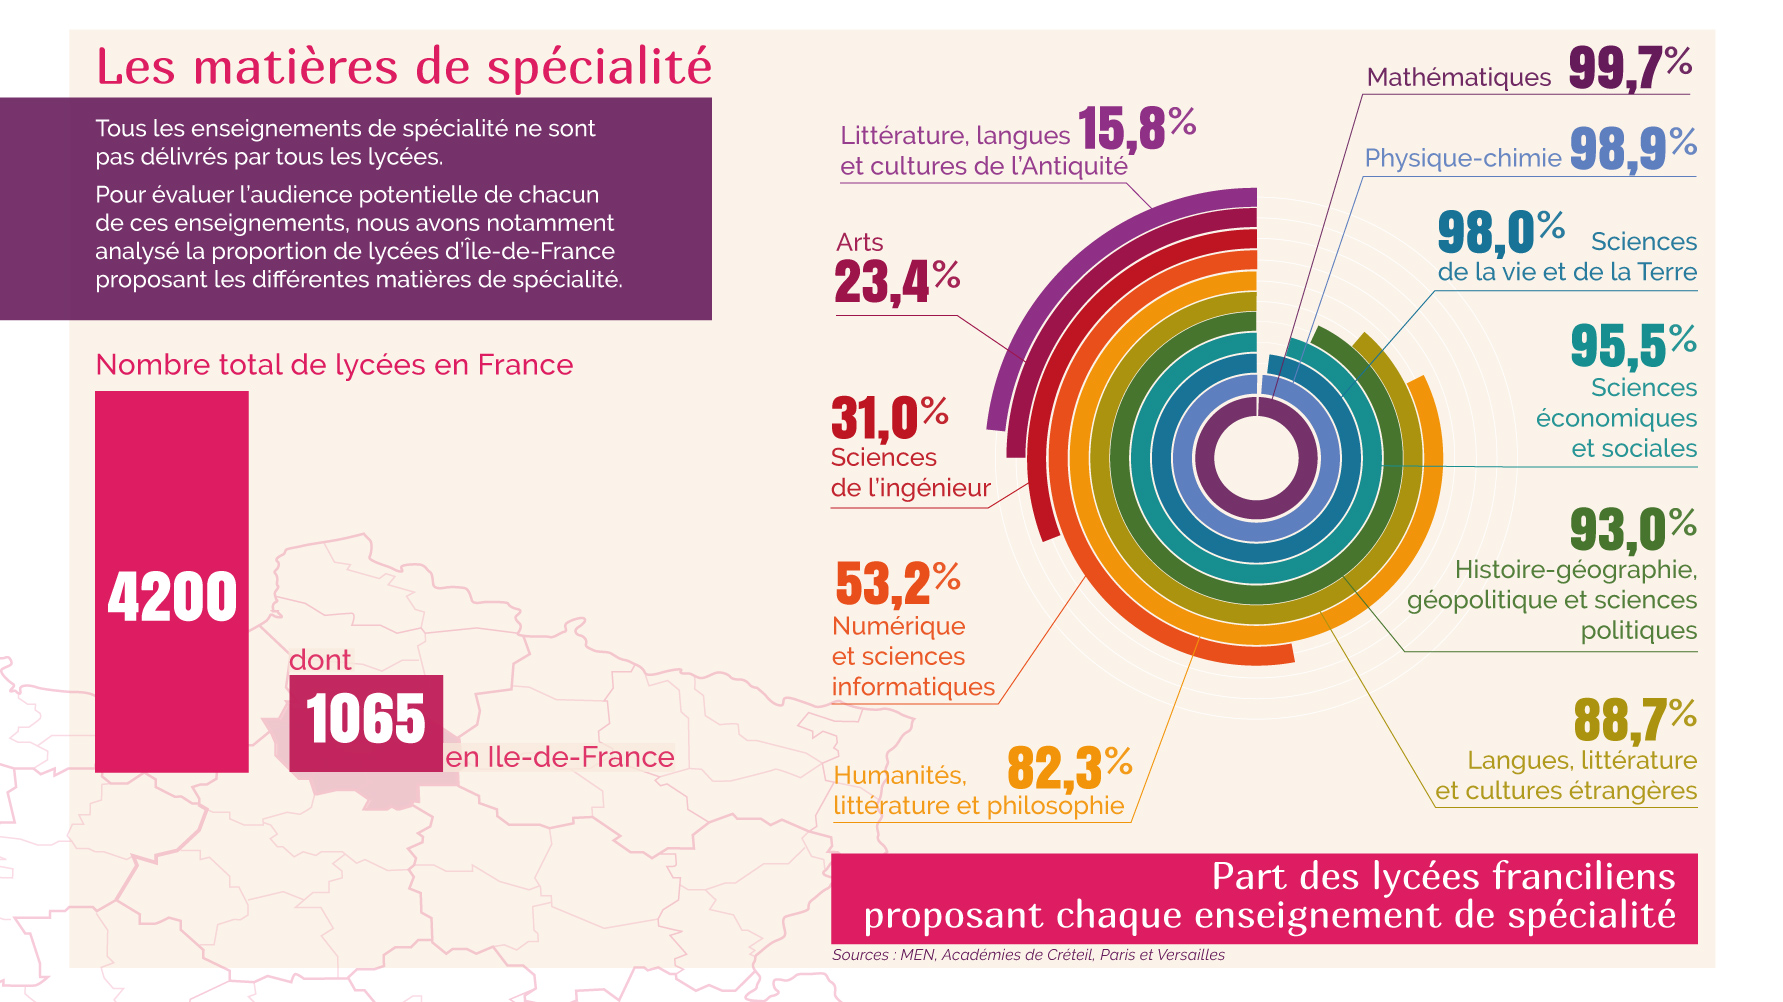 Les matières de spécialité
Tous les enseignements de spécialité ne sont
pas délivrés par tous les lycées.
Pour évaluer l'audience potentielle de chacun
de ces enseignements, nous avons notamment
analysé la proportion de lycées d'Île-de-France
proposant les différentes matières de spécialité.
Nombre total de lycées en France
4200
dont
1065
en Ile-de-France
Littérature, langues 15,8%
et cultures de l'Antiquité
Arts
23,4%
31,0%
Sciences
de l'ingénieur
53,2%
Numérique
et sciences
informatiques
Humanités, 82,3%
littérature et philosophie
Mathématiques 99,7%
Physique-chimie 98,9%
98,0% Sciences
de la vie et de la Terre
95,5%
Sciences
économiques
et sociales
93,0%
Histoire-géographie,
géopolitique et sciences
politiques
88,7%
Langues, littérature
et cultures étrangères
Part des lycées franciliens
proposant chaque enseignement de spécialité
Sources : MEN, Académies de Créteil, Paris et Versailles